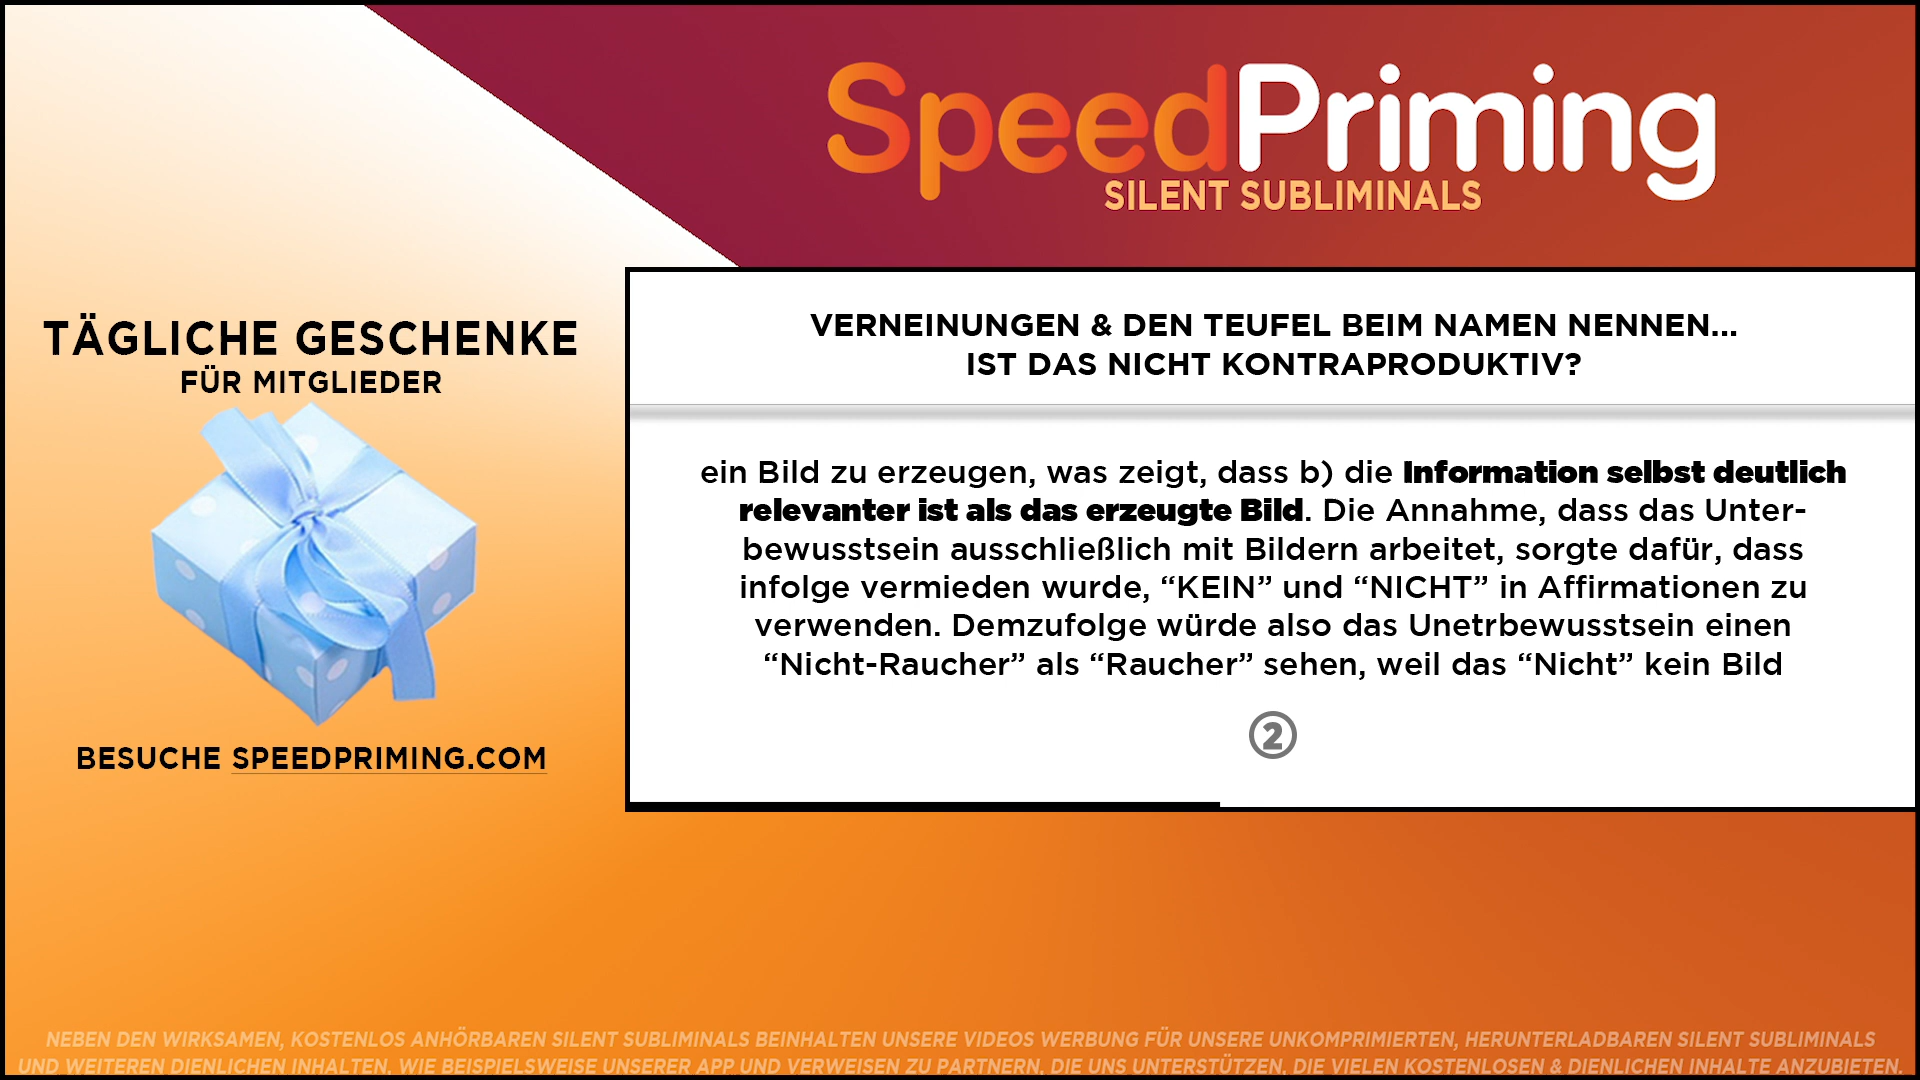 SpeedPriming
SILENT SUBLIMINALS
TÄGLICHE GESCHENKE
FÜR MITGLIEDER
BESUCHE SPEEDPRIMING.COM
VERNEINUNGEN & DEN TEUFEL BEIM NAMEN NENNEN...
IST DAS NICHT KONTRAPRODUKTIV?
ein Bild zu erzeugen, was zeigt, dass b) die Information selbst deutlich
relevanter ist als das erzeugte Bild. Die Annahme, dass das Unter-
bewusstsein ausschließlich mit Bildern arbeitet, sorgte dafür, dass
infolge vermieden wurde, “KEIN” und “NICHT” in Affirmationen zu
verwenden. Demzufolge würde also das Unetrbewusstsein einen
“Nicht-Raucher” als “Raucher” sehen, weil das “Nicht” kein Bild
2
NEBEN DEN WIRKSAMEN, KOSTENLOS ANHÖRBAREN SILENT SUBLIMINALS BEINHALTEN UNSERE VIDEOS WERBUNG FÜR UNSERE UNKOMPRIMIERTEN, HERUNTERLADBAREN SILENT SUBLIMINALS
UND WEITEREN DIENLICHEN INHALTEN, WIE BEISPIELSWEISE UNSERER APP UND VERWEISEN ZU PARTNERN, DIE UNS UNTERSTÜTZEN, DIE VIELEN KOSTENLOSEN & DIENLICHEN INHALTE ANZUBIETEN.